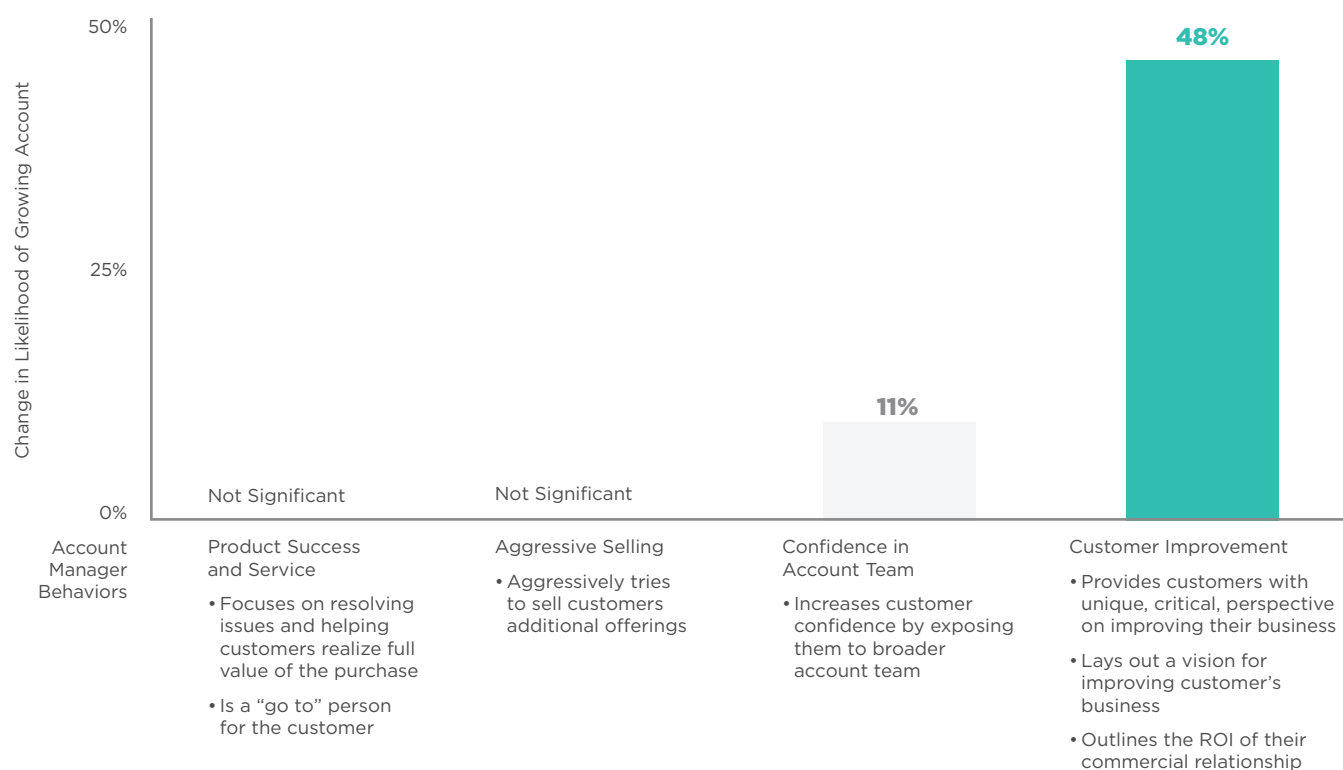 50%
25%
0%
Change in Likelihood of Growing Account
48%
11%
Not Significant
Not Significant
Account
Manager
Behaviors
Product Success
and Service
• Focuses on resolving
issues and helping
customers realize full
value of the purchase
• Is a “go to” person
for the customer
Aggressive Selling
• Aggressively tries
to sell customers
additional offerings
Confidence in
Account Team
• Increases customer
confidence by exposing
them to broader
account team
Customer Improvement
• Provides customers with
unique, critical, perspective
on improving their business
• Lays out a vision for
improving customer’s
business
• Outlines the ROI of their
commercial relationship